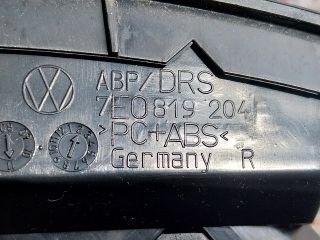 ABP/DRS
7E0 819 204
>PC+ABS<
Germany R